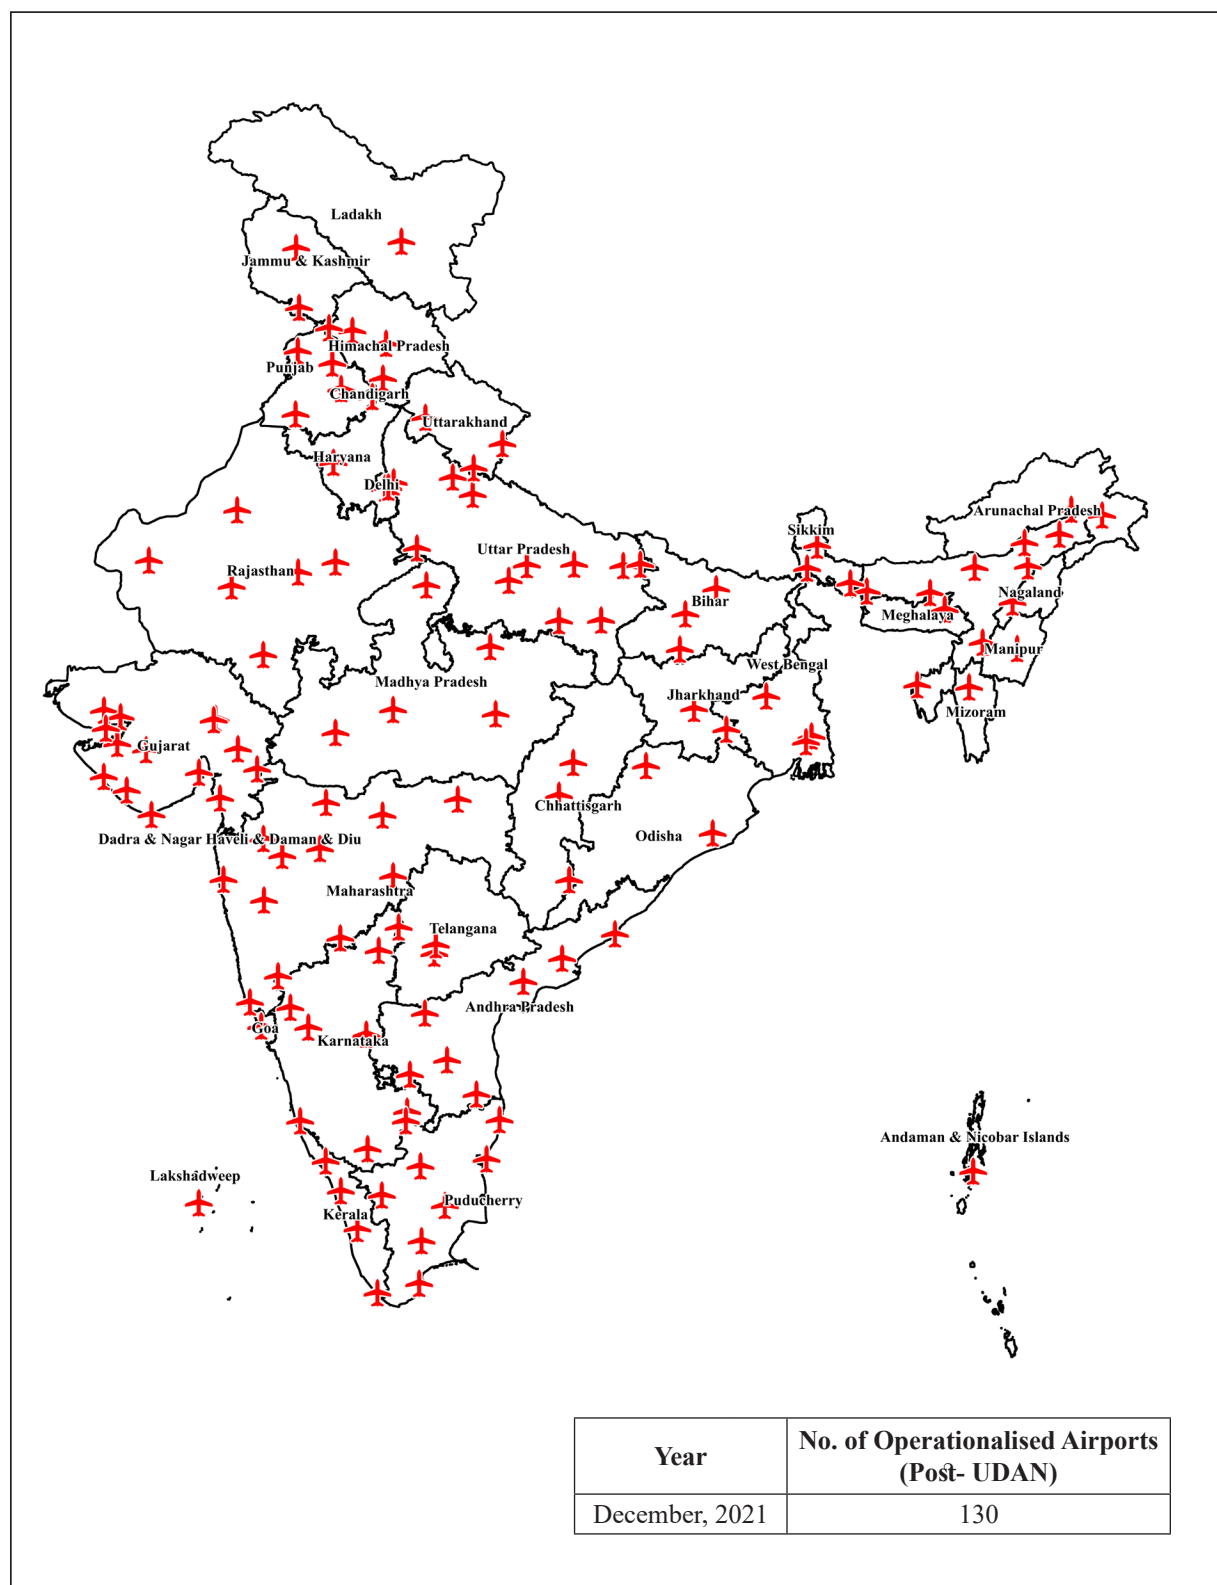 Ladakh
Jammu & Kashmir
Himachal Pradesh
Punjab
Chandigarh
Uttarakhand
Haryana
Delhi
Arunachal Pradesh
Sikkim
Uttar Pradesh
Rajasthan
Nagaland
Bihar
Meghalaya
Manipur
West Bengal
Madhya Pradesh
Jharkhand
Mizoram
Gujarat
Chhattisgarh
Dadra & Nagar Haveli & Daman & Diu
Odisha
Maharashtra
Telangana
Andhra Pradesh
Goa
Karnataka
Andaman & Nicobar Islands
Lakshadweep
Puducherry
Kerala
Year
No. of Operationalised Airports
(Post- UDAN)
December, 2021
130